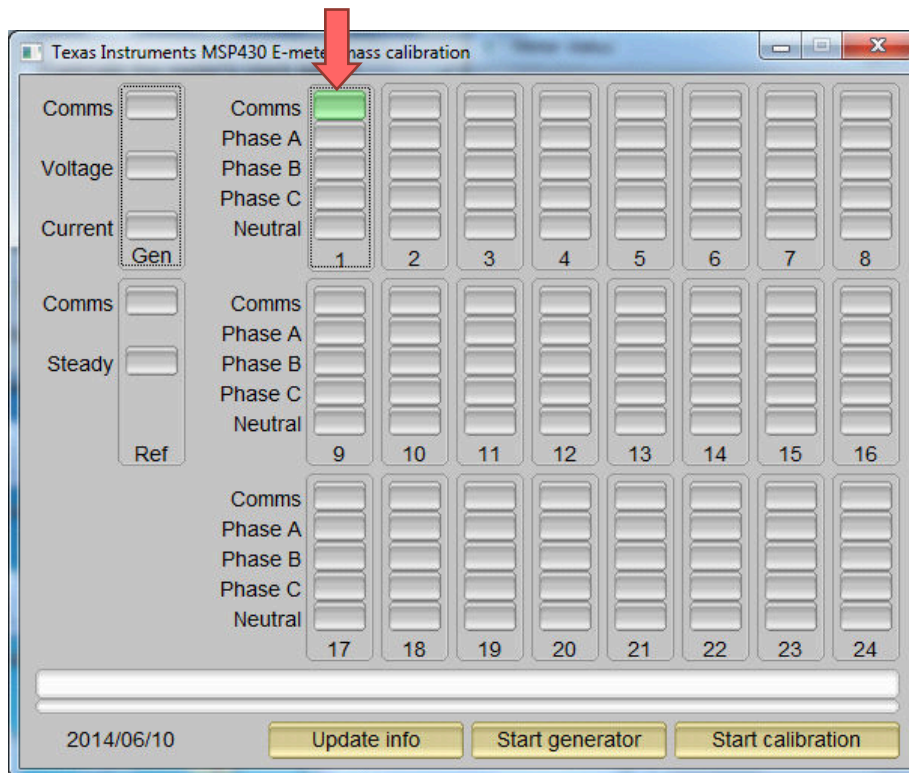 Texas Instruments MSP430 E-meter mass calibration
Comms Comms
Phase A
Voltage Phase B
Phase C
Current Neutral
Gen 1 2 3 4 5 6 7 8
Comms Comms
Phase A
Steady Phase B
Phase C
Neutral
Ref 9 10 11 12 13 14 15 16
Comms
Phase A
Phase B
Phase C
Neutral
17 18 19 20 21 22 23 24
2014/06/10 Update info Start generator Start calibration